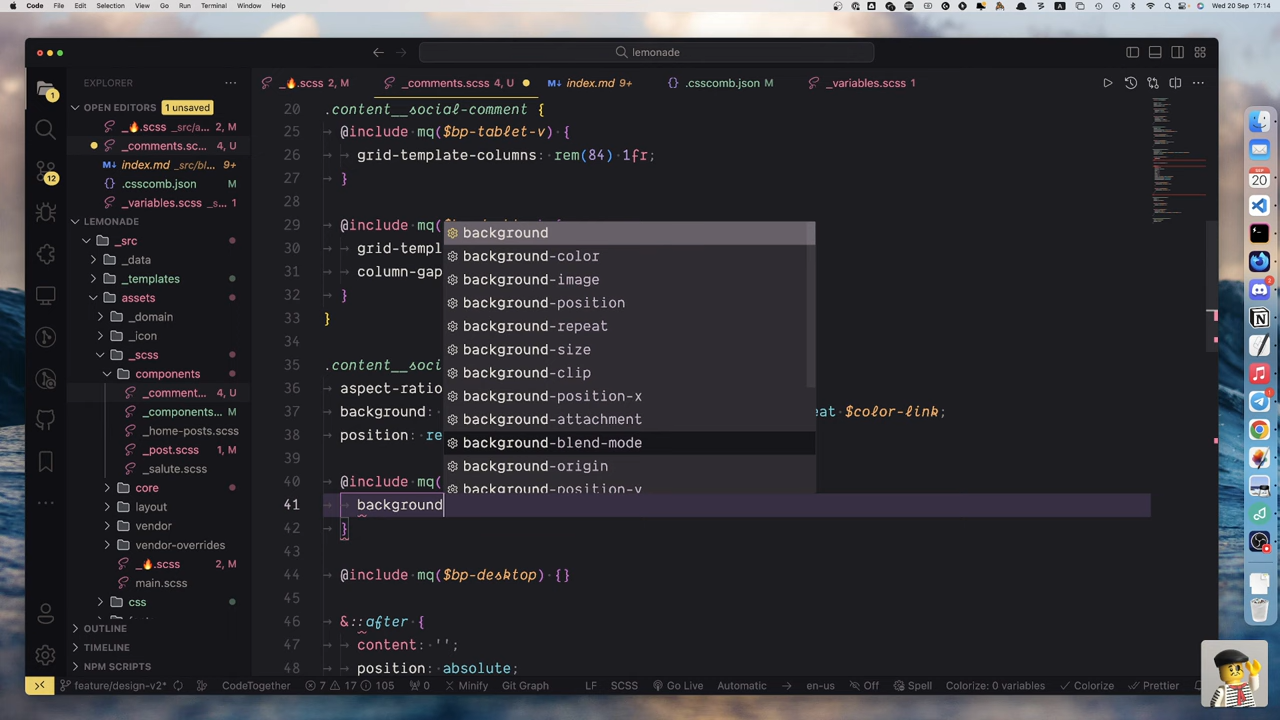 Code File Edit Selection View Go Run Terminal Window Help Wed 20 Sep 17:14
lemonade
EXPLORER
_🔥.scss 2, M
_comments.scss 4, U
index.md 9+
.csscomb.json M
_variables.scss 1
OPEN EDITORS 1 unsaved
_🔥.scss _src/a... 2, M
_comments.sc... 4, U
index.md _src/bl... 9+
.csscomb.json M
_variables.scss _s... 1
LEMONADE
_src
_data
_templates
assets
_domain
_icon
_scss
components
_comment... 4, U
_components... M
_home-posts.scss
_post.scss 1, M
_salute.scss
core
layout
vendor
vendor-overrides
_🔥.scss 2, M
main.scss
css
OUTLINE
TIMELINE
NPM SCRIPTS
20 .content__social-comment {
25 @include mq($bp-tablet-v) {
26 grid-template-columns: rem(84) 1fr;
27 }
28
29 @include mq(
30 grid-templ
31 column-gap
32 }
33 }
34
35 .content__soci
36 aspect-ratio
37 background: eat $color-link;
38 position: re
39
40 @include mq(
41 background
42 }
43
44 @include mq($bp-desktop) {}
45
46 &::after {
47 content: '';
48 position: absolute;
background
background-color
background-image
background-position
background-repeat
background-size
background-clip
background-position-x
background-attachment
background-blend-mode
background-origin
background-position-y
feature/design-v2* CodeTogether 7 17 105 0 Minify Git Graph LF SCSS Go Live Automatic en-us Off Spell Colorize: 0 variables Colorize Prettier
1
12
SEP
20
2